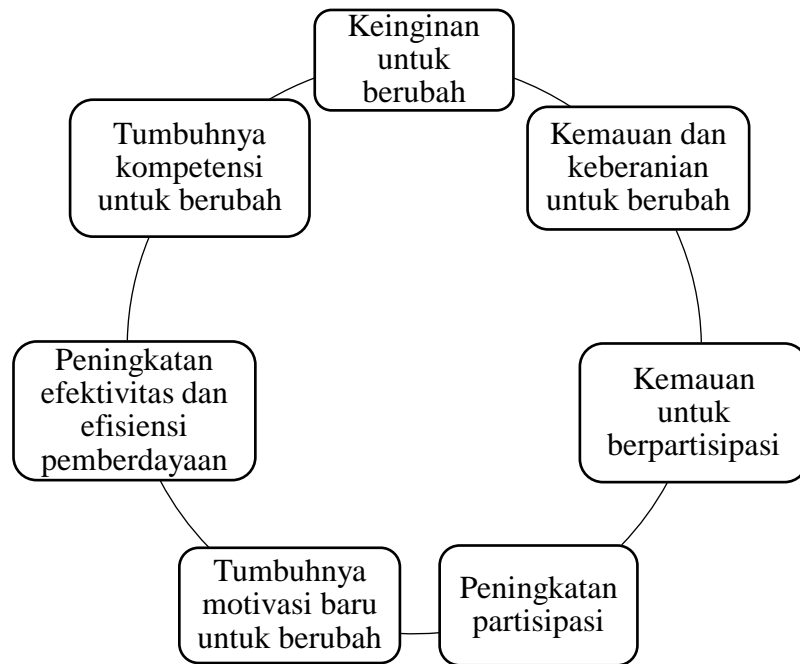 Keinginan
untuk
berubah
Kemauan dan
keberanian
untuk berubah
Kemauan
untuk
berpartisipasi
Peningkatan
partisipasi
Tumbuhnya
motivasi baru
untuk berubah
Peningkatan
efektivitas dan
efisiensi
pemberdayaan
Tumbuhnya
kompetensi
untuk berubah